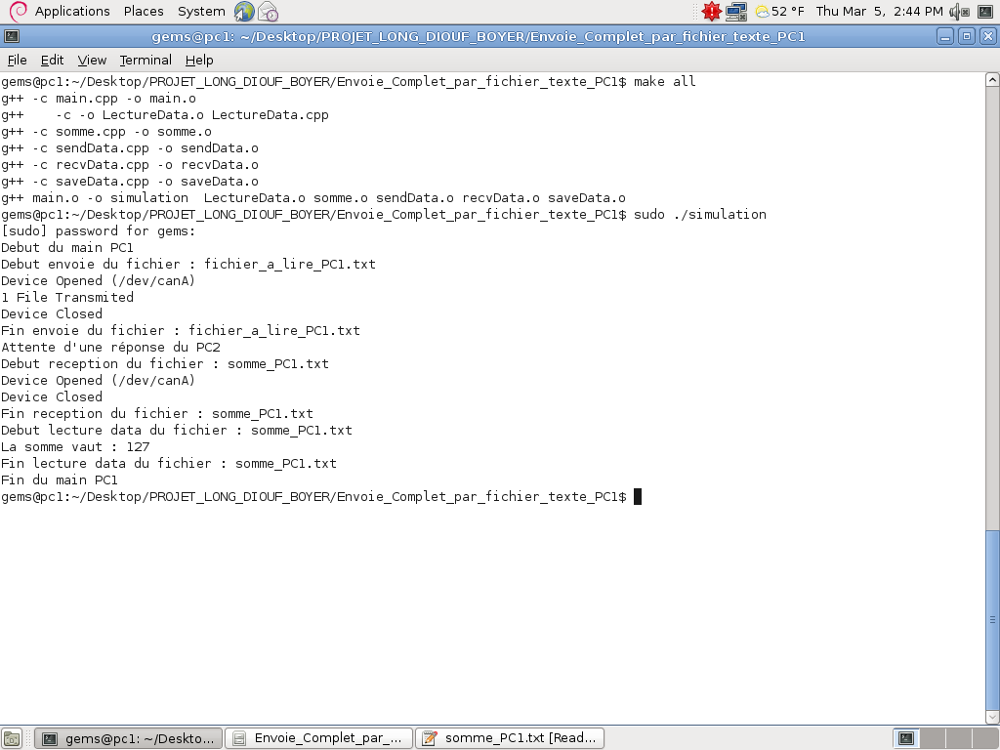 Applications Places System 52 °F Thu Mar 5, 2:44 PM
gems@pc1: ~/Desktop/PROJET_LONG_DIOUF_BOYER/Envoie_Complet_par_fichier_texte_PC1
File Edit View Terminal Help
gems@pc1:~/Desktop/PROJET_LONG_DIOUF_BOYER/Envoie_Complet_par_fichier_texte_PC1$ make all
g++ -c main.cpp -o main.o
g++    -c -o LectureData.o LectureData.cpp
g++ -c somme.cpp -o somme.o
g++ -c sendData.cpp -o sendData.o
g++ -c recvData.cpp -o recvData.o
g++ -c saveData.cpp -o saveData.o
g++ main.o -o simulation  LectureData.o somme.o sendData.o recvData.o saveData.o
gems@pc1:~/Desktop/PROJET_LONG_DIOUF_BOYER/Envoie_Complet_par_fichier_texte_PC1$ sudo ./simulation
[sudo] password for gems:
Debut du main PC1
Debut envoie du fichier : fichier_a_lire_PC1.txt
Device Opened (/dev/canA)
1 File Transmited
Device Closed
Fin envoie du fichier : fichier_a_lire_PC1.txt
Attente d'une réponse du PC2
Debut reception du fichier : somme_PC1.txt
Device Opened (/dev/canA)
Device Closed
Fin reception du fichier : somme_PC1.txt
Debut lecture data du fichier : somme_PC1.txt
La somme vaut : 127
Fin lecture data du fichier : somme_PC1.txt
Fin du main PC1
gems@pc1:~/Desktop/PROJET_LONG_DIOUF_BOYER/Envoie_Complet_par_fichier_texte_PC1$
gems@pc1: ~/Deskto... Envoie_Complet_par_... somme_PC1.txt [Read...